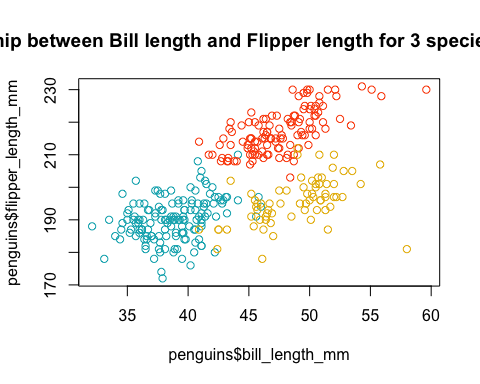 ip between Bill length and Flipper length for 3 specie
penguins$flipper_length_mm
230
210
190
170
35 40 45 50 55 60
penguins$bill_length_mm